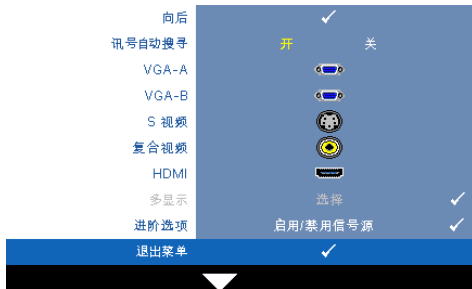 向后
讯号自动搜寻 开 关
VGA-A
VGA-B
S 视频
复合视频
HDMI
多显示 选择
进阶选项 启用/禁用信号源
退出菜单